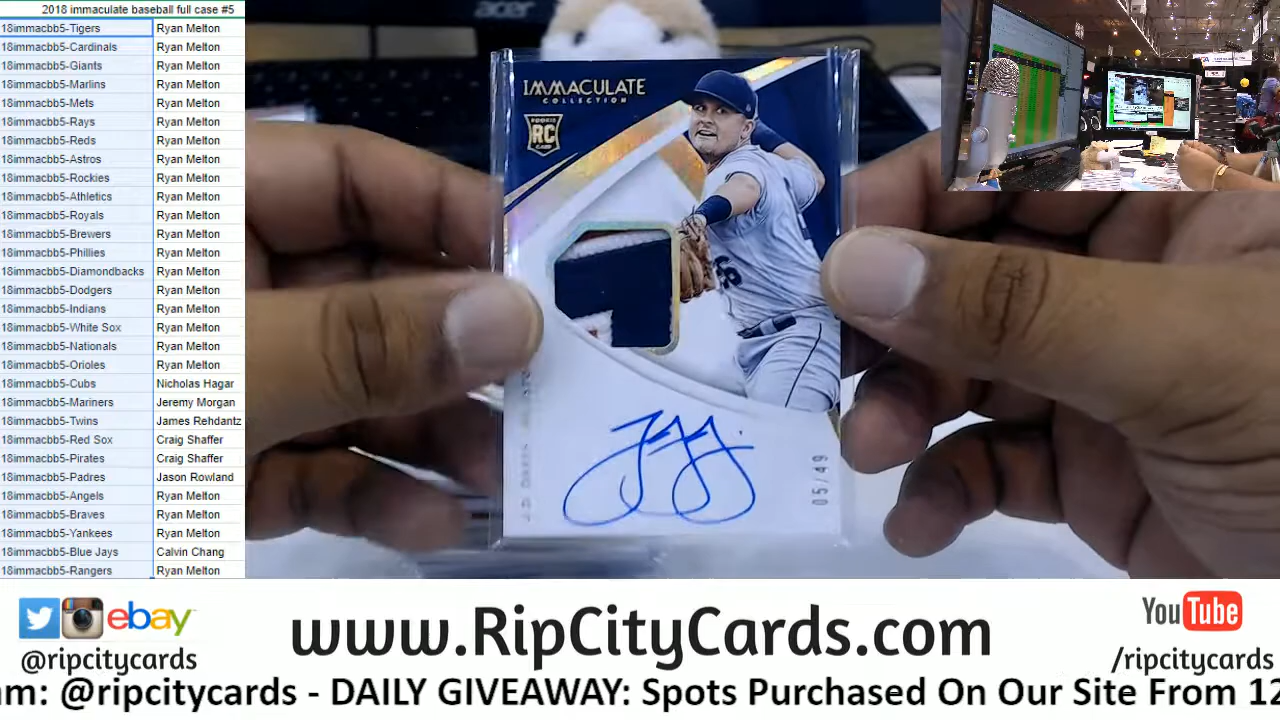 2018 immaculate baseball full case #5
18immacbb5-Tigers Ryan Melton
18immacbb5-Cardinals Ryan Melton
18immacbb5-Giants Ryan Melton
18immacbb5-Marlins Ryan Melton
18immacbb5-Mets Ryan Melton
18immacbb5-Rays Ryan Melton
18immacbb5-Reds Ryan Melton
18immacbb5-Astros Ryan Melton
18immacbb5-Rockies Ryan Melton
18immacbb5-Athletics Ryan Melton
18immacbb5-Royals Ryan Melton
18immacbb5-Brewers Ryan Melton
18immacbb5-Phillies Ryan Melton
18immacbb5-Diamondbacks Ryan Melton
18immacbb5-Dodgers Ryan Melton
18immacbb5-Indians Ryan Melton
18immacbb5-White Sox Ryan Melton
18immacbb5-Nationals Ryan Melton
18immacbb5-Orioles Ryan Melton
18immacbb5-Cubs Nicholas Hagar
18immacbb5-Mariners Jeremy Morgan
18immacbb5-Twins James Rehdantz
18immacbb5-Red Sox Craig Shaffer
18immacbb5-Pirates Craig Shaffer
18immacbb5-Padres Jason Rowland
18immacbb5-Angels Ryan Melton
18immacbb5-Braves Ryan Melton
18immacbb5-Yankees Ryan Melton
18immacbb5-Blue Jays Calvin Chang
18immacbb5-Rangers Ryan Melton
acer
IMMACULATE
COLLECTION
ROOKIE
RC
CARD
J.D. DAVIS
05/49
ebay
@ripcitycards
www.RipCityCards.com
YouTube
/ripcitycards
am: @ripcitycards - DAILY GIVEAWAY: Spots Purchased On Our Site From 12